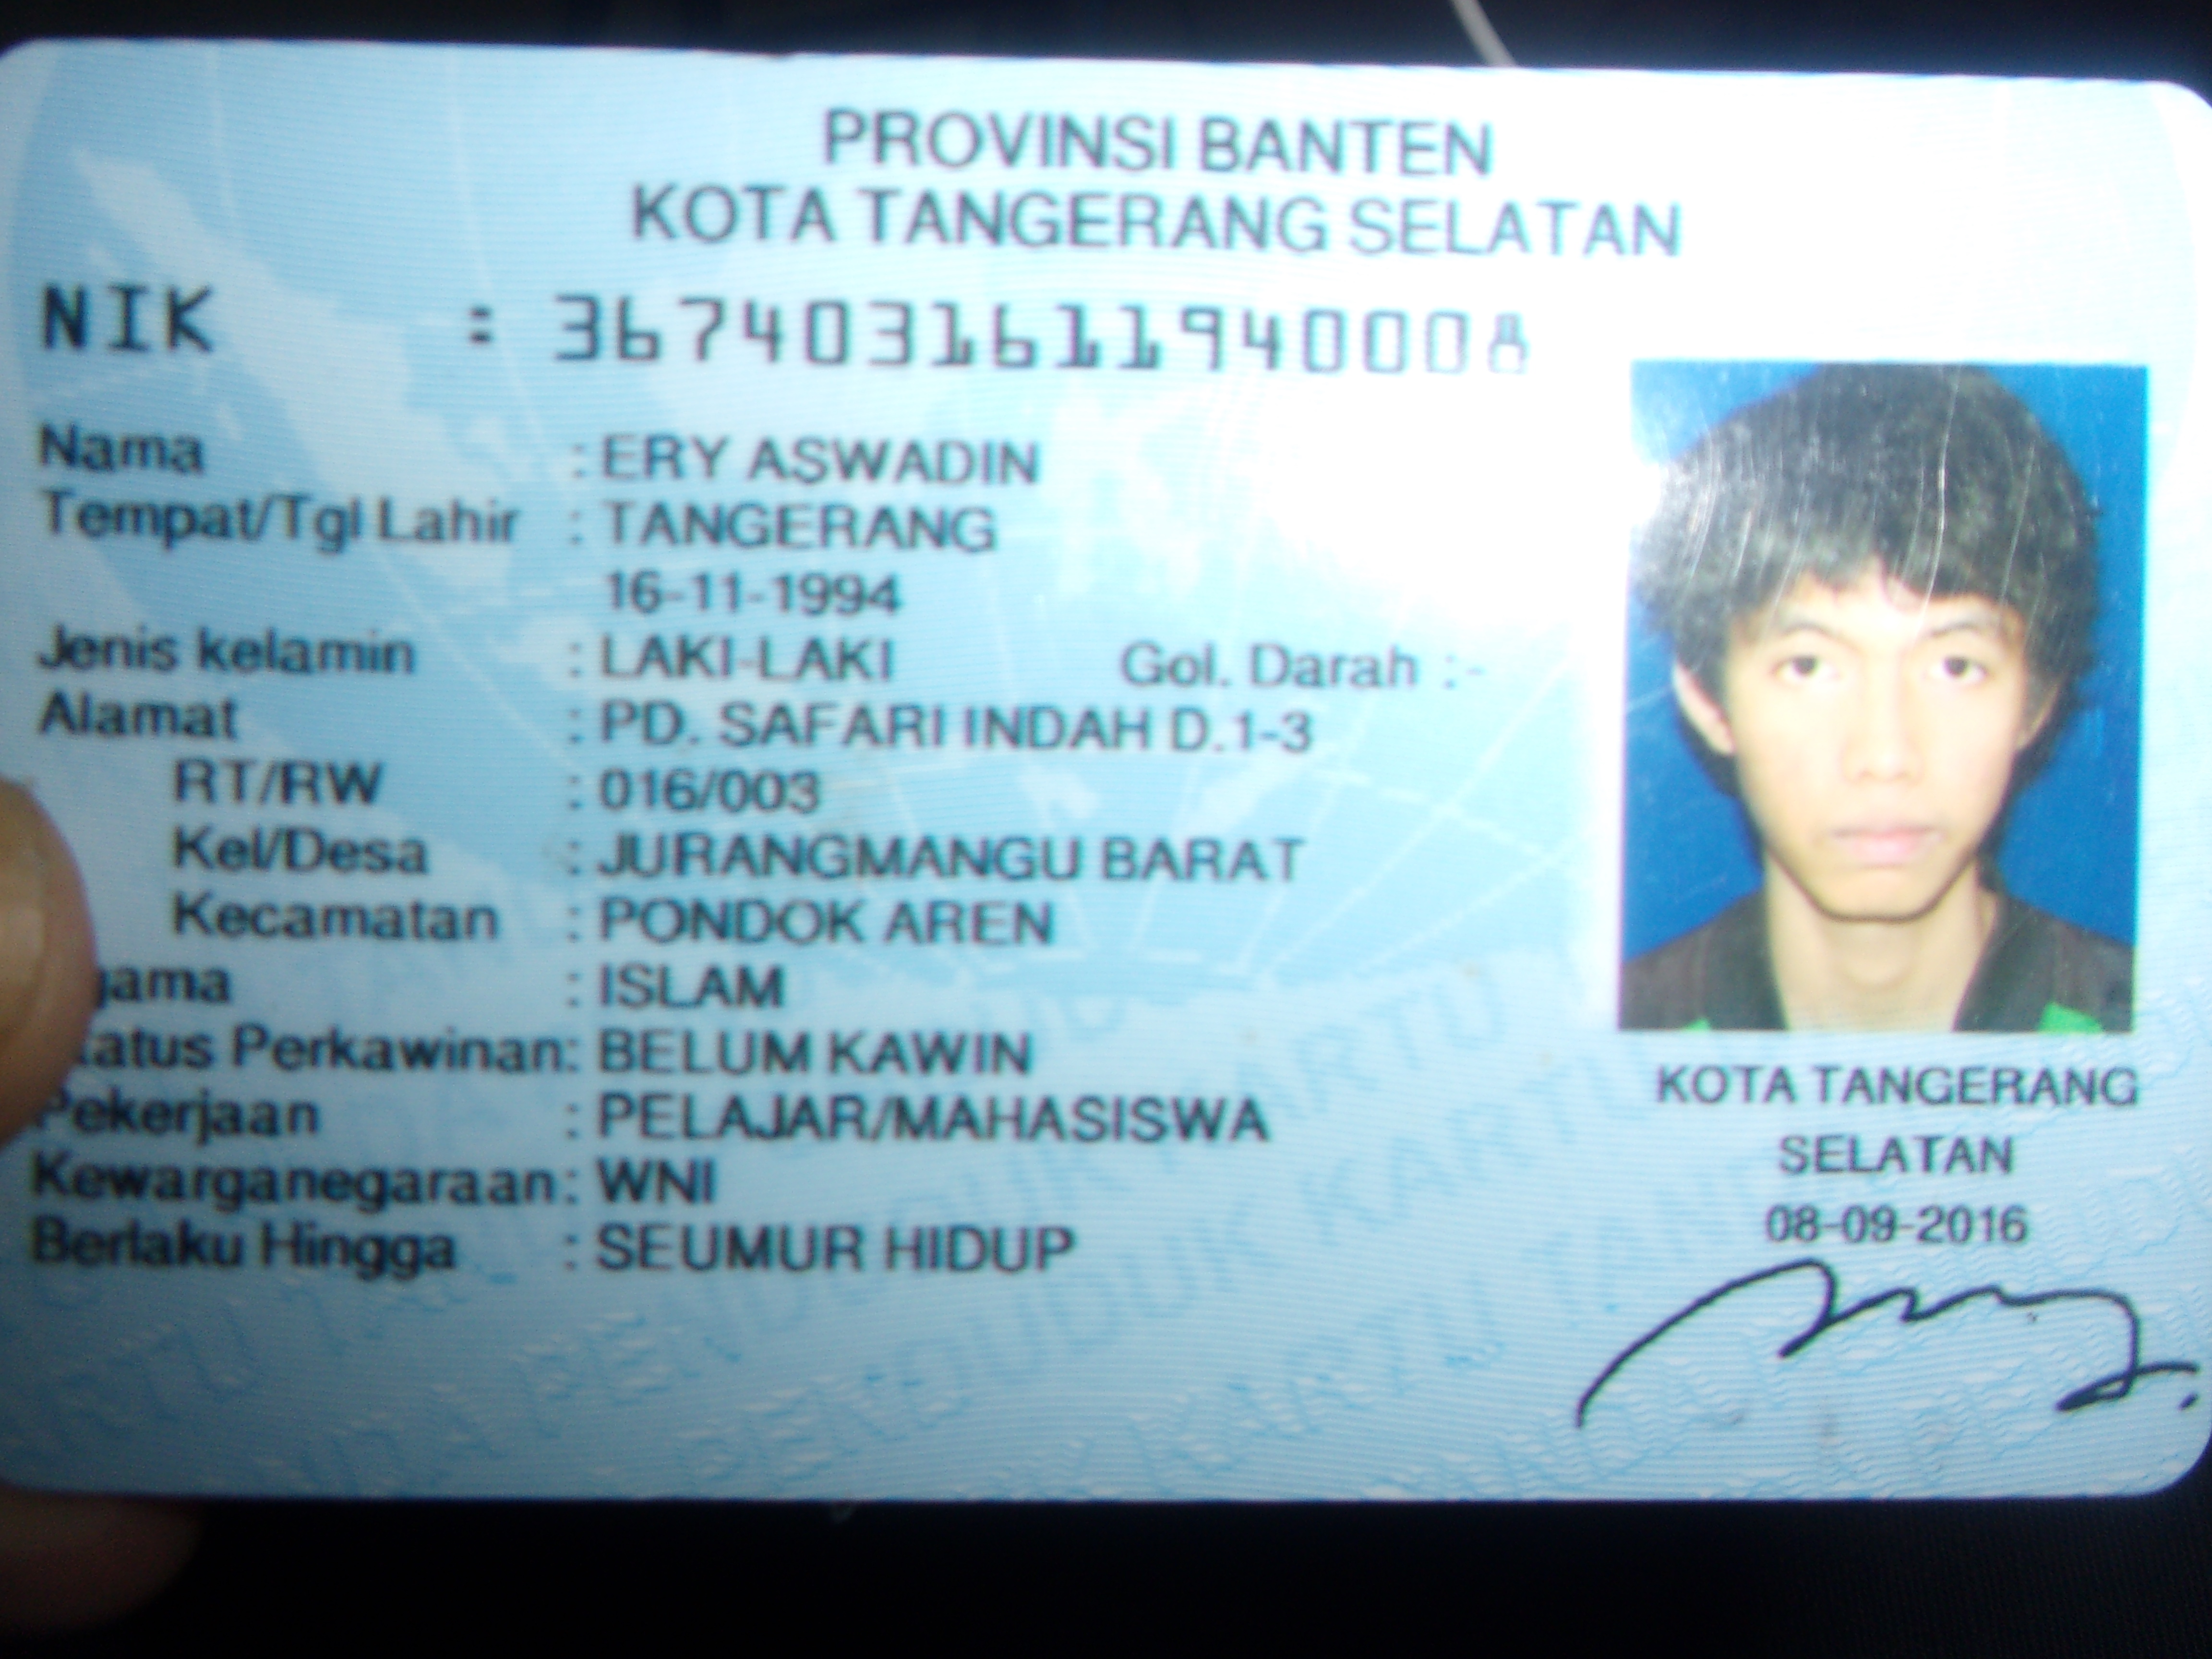 PROVINSI BANTEN
KOTA TANGERANG SELATAN
NIK : 3674031611940008
Nama : ERY ASWADIN
Tempat/Tgl Lahir : TANGERANG
16-11-1994
Jenis kelamin : LAKI-LAKI Gol. Darah :-
Alamat : PD. SAFARI INDAH D.1-3
RT/RW : 016/003
Kel/Desa : JURANGMANGU BARAT
Kecamatan : PONDOK AREN
gama : ISLAM
tatus Perkawinan: BELUM KAWIN
Pekerjaan : PELAJAR/MAHASISWA
Kewarganegaraan: WNI
Berlaku Hingga : SEUMUR HIDUP
KOTA TANGERANG
SELATAN
08-09-2016